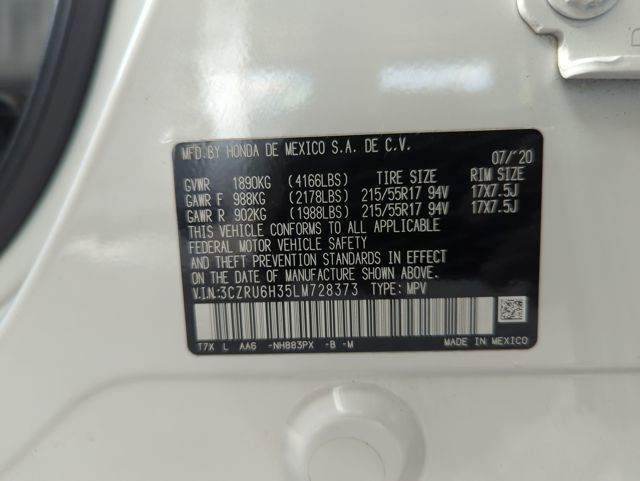 MFD.BY HONDA DE MEXICO S.A. DE C.V. 07/'20
GVWR 1890KG (4166LBS) TIRE SIZE RIM SIZE
GAWR F 988KG (2178LBS) 215/55R17 94V 17X7.5J
GAWR R 902KG (1988LBS) 215/55R17 94V 17X7.5J
THIS VEHICLE CONFORMS TO ALL APPLICABLE
FEDERAL MOTOR VEHICLE SAFETY
AND THEFT PREVENTION STANDARDS IN EFFECT
ON THE DATE OF MANUFACTURE SHOWN ABOVE.
V.I.N.:3CZRU6H35LM728373 TYPE: MPV
T7X L AA6 -NH883PX -B -M MADE IN MEXICO